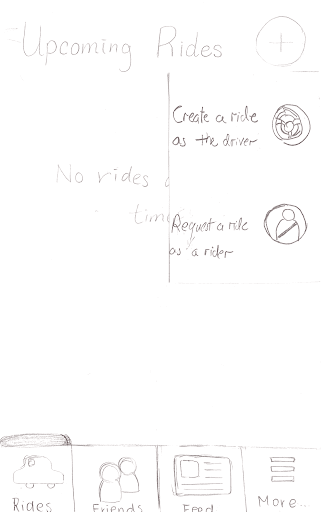 Upcoming Rides
Create a ride
as the driver
No rides
time
Request a ride
as a rider
Rides
Friends
Feed
More...